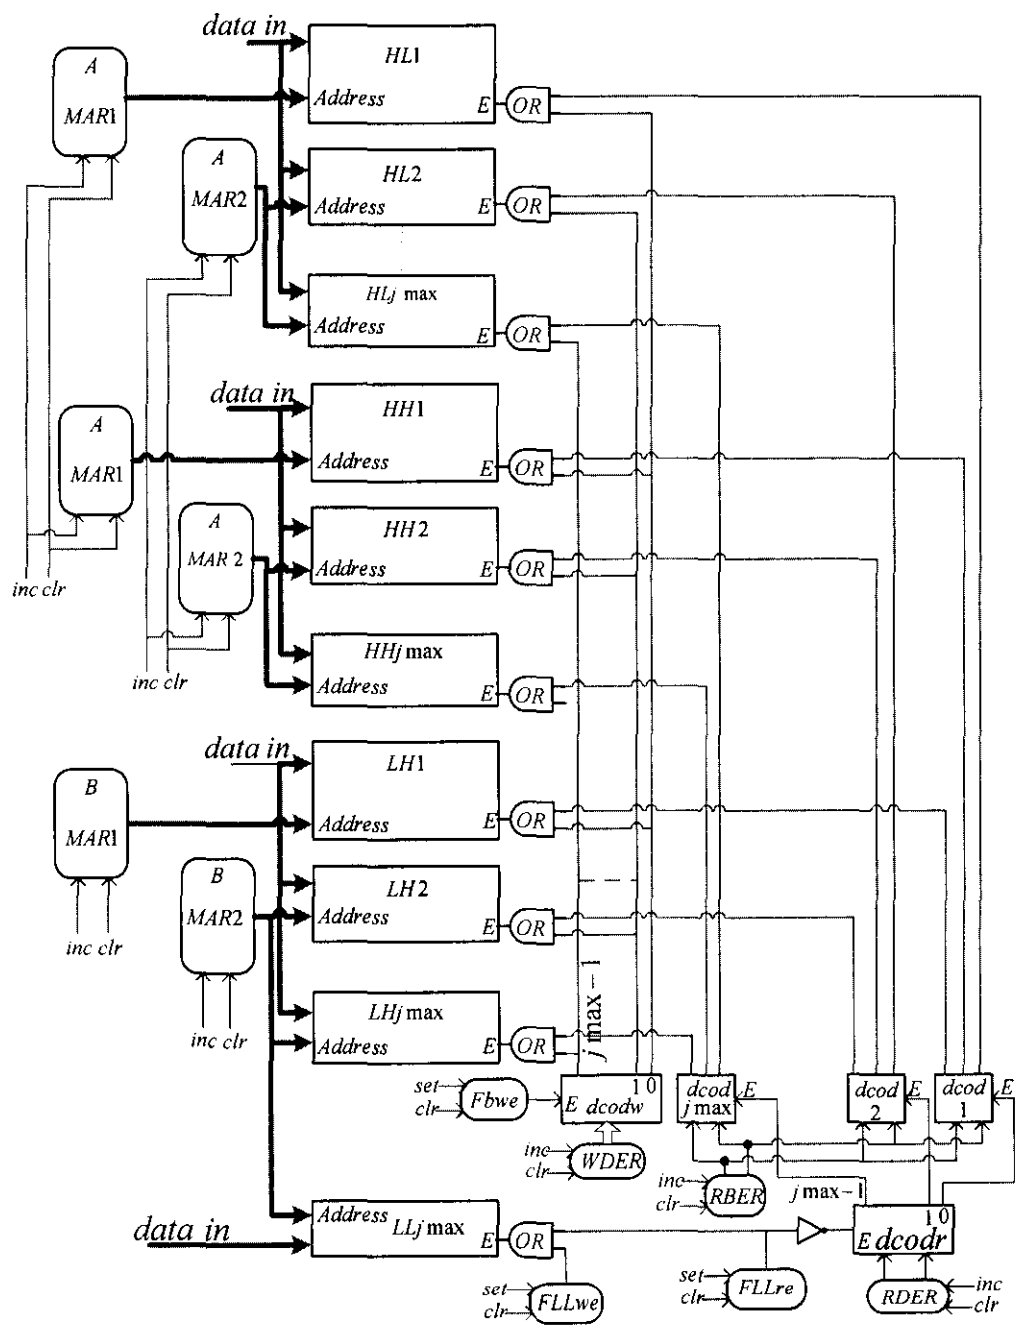 data in
HL1
A
MAR1
Address
E
OR
A
MAR2
HL2
Address
E
OR
HLj max
Address
E
OR
data in
HH1
A
MAR1
Address
E
OR
A
MAR 2
HH2
Address
E
OR
inc clr
HHj max
Address
E
OR
inc clr
data in
LH1
B
MAR1
Address
E
OR
B
MAR2
LH2
Address
E
OR
inc clr
j max-1
LHj max
Address
E
OR
inc clr
set
clr
Fbwe
1 0
E dcodw
dcod
j max
E
dcod
2
E
dcod
1
E
inc
clr
WDER
inc
clr
RBER
j max-1
Address
LLj max
E
OR
data in
1 0
E dcodr
set
clr
FLLwe
set
clr
FLLre
RDER
inc
clr